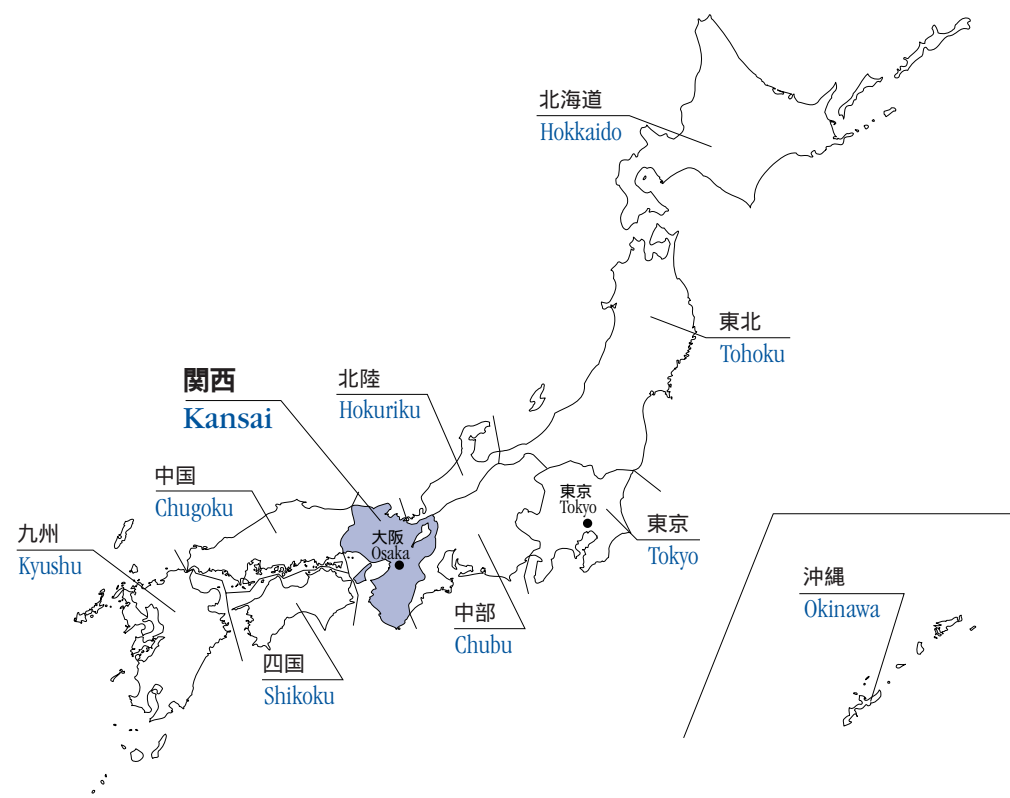 北海道
Hokkaido
東北
Tohoku
関西
Kansai
北陸
Hokuriku
中国
Chugoku
九州
Kyushu
東京
Tokyo
東京
Tokyo
大阪
Osaka
中部
Chubu
四国
Shikoku
沖縄
Okinawa